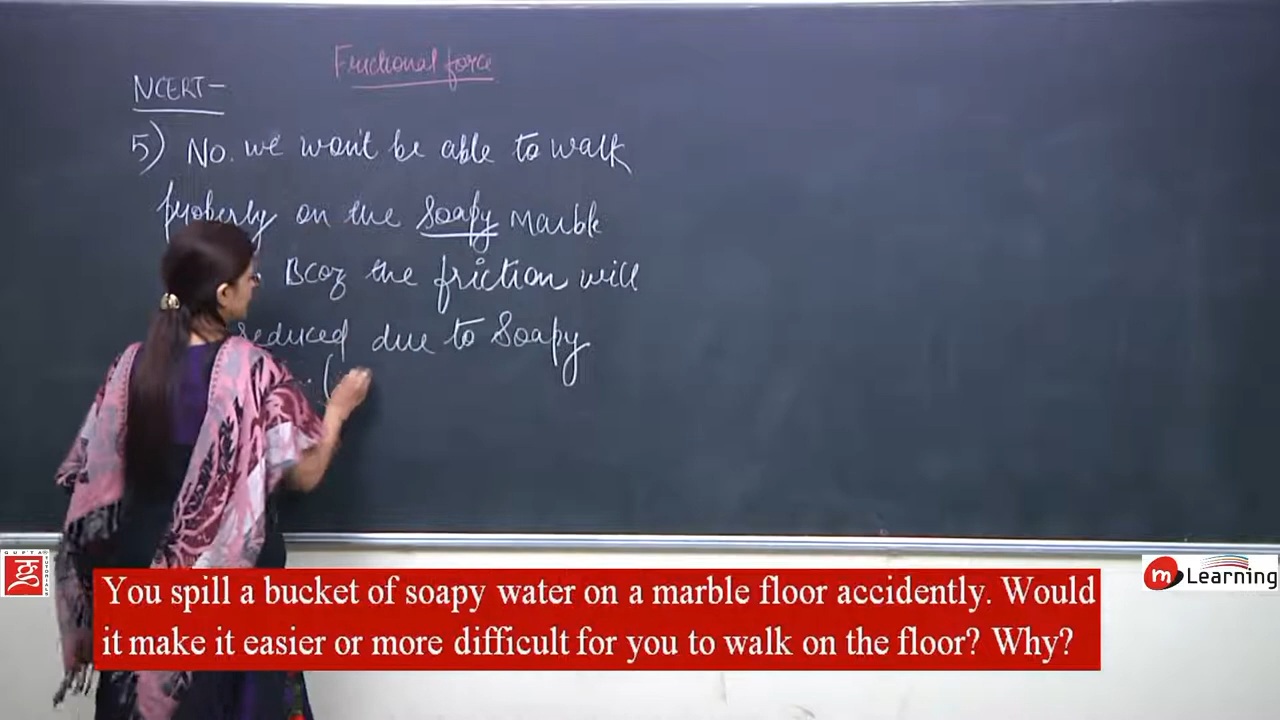 Frictional force
NCERT-
5) No. we won't be able to walk
properly on the soapy marble
Bcoz the friction will
reduced due to soapy
. (
GUPTA
TUTORIALS
m Learning
You spill a bucket of soapy water on a marble floor accidently. Would
it make it easier or more difficult for you to walk on the floor? Why?